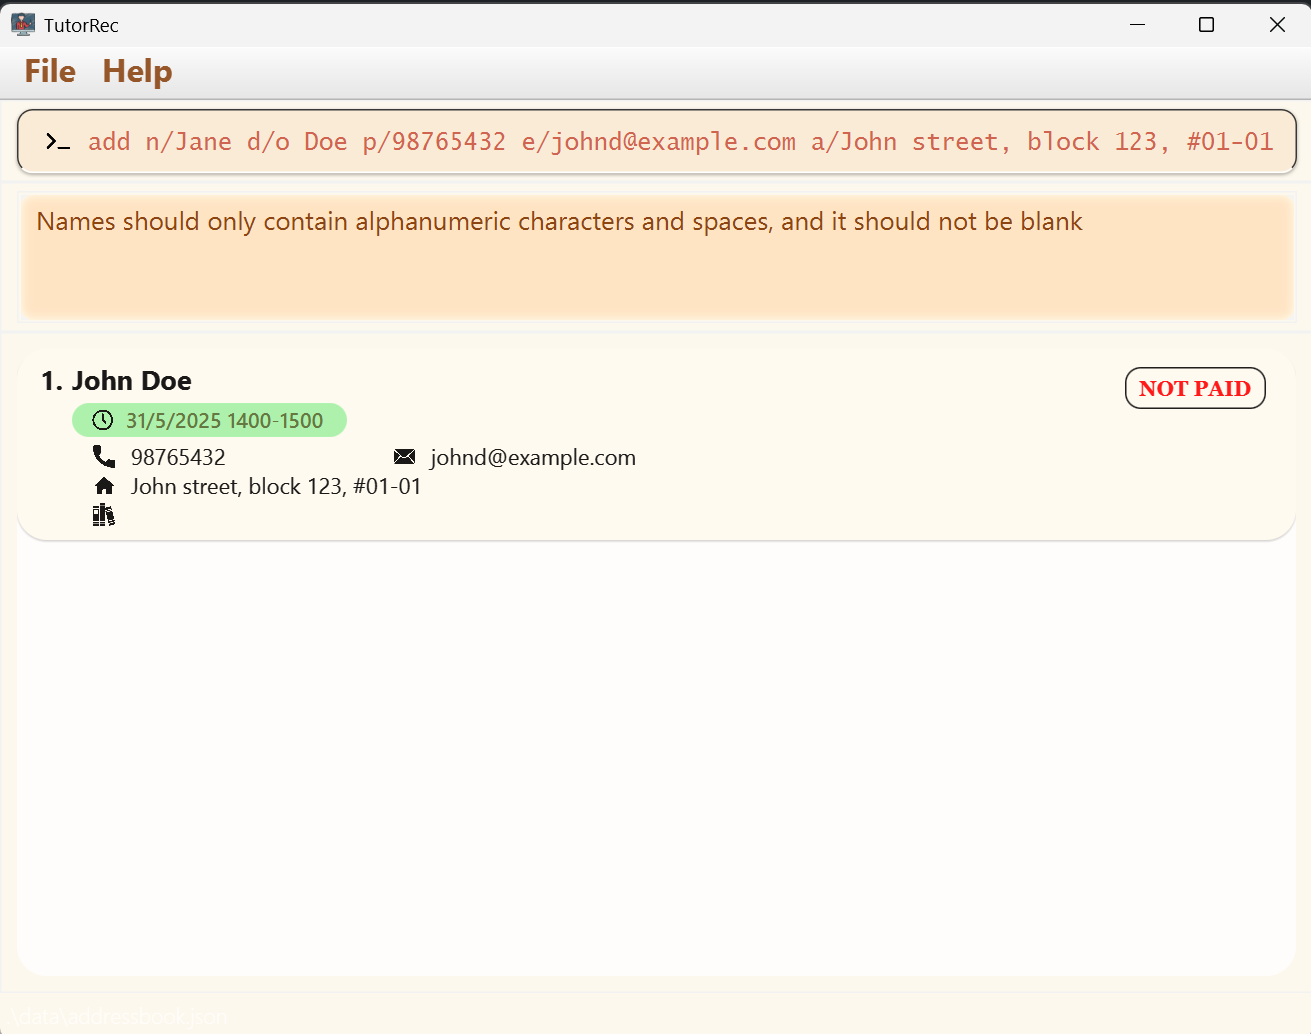 TutorRec
File Help
add n/Jane d/o Doe p/98765432 e/johnd@example.com a/John street, block 123, #01-01
Names should only contain alphanumeric characters and spaces, and it should not be blank
1. John Doe
NOT PAID
31/5/2025 1400-1500
98765432 johnd@example.com
John street, block 123, #01-01
\data\addressbook.json